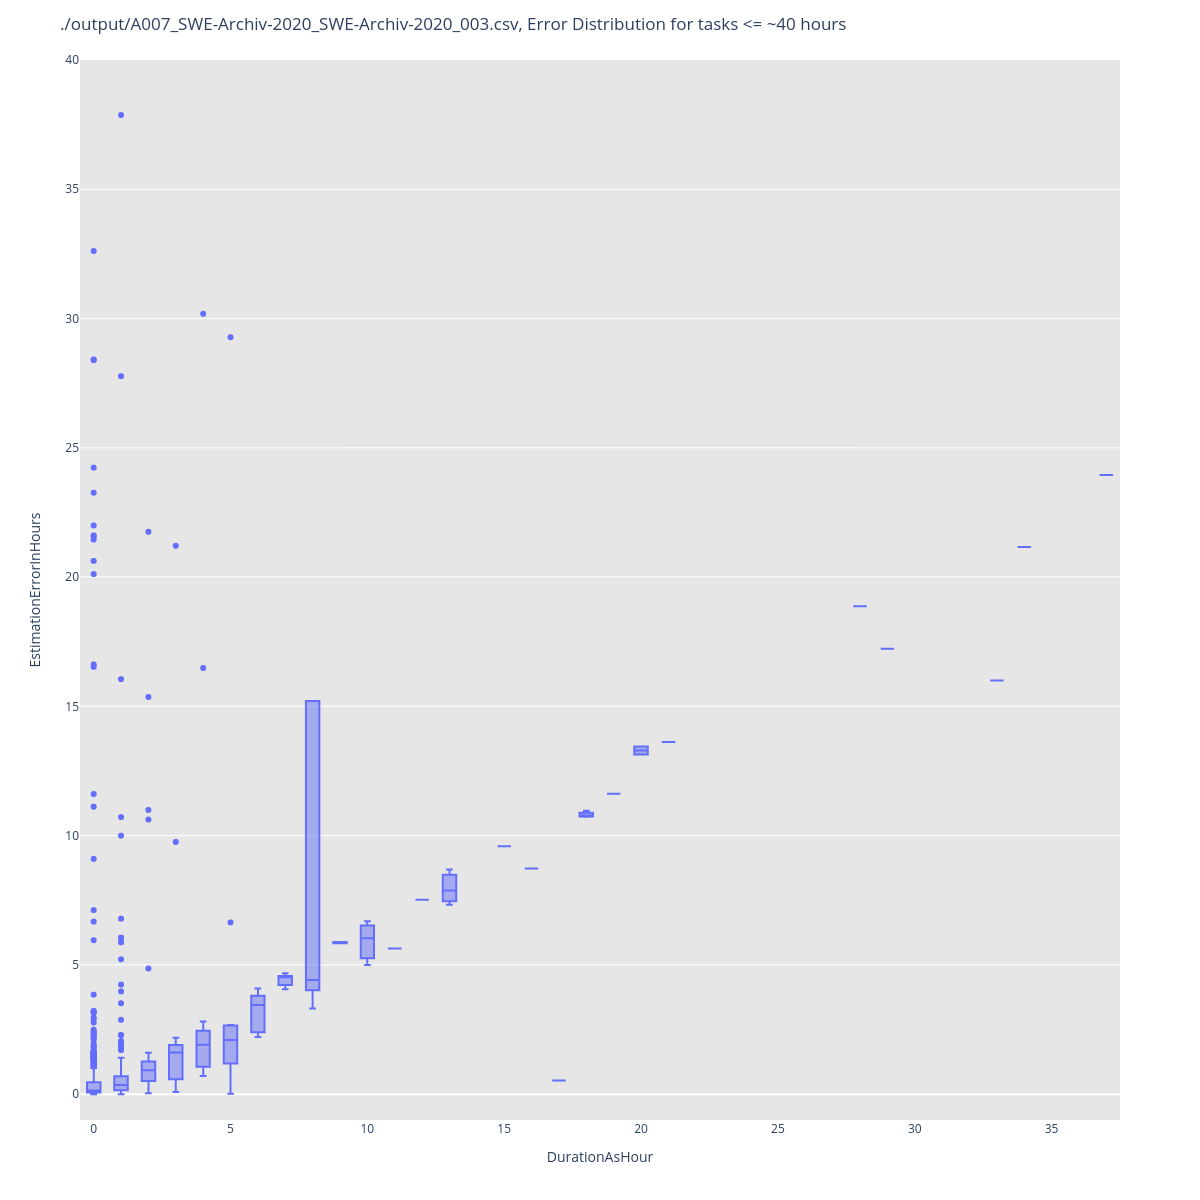 ./output/A007_SWE-Archiv-2020_SWE-Archiv-2020_003.csv, Error Distribution for tasks <= ~40 hours
40
35
30
25
20
15
10
5
0
EstimationErrorInHours
0 5 10 15 20 25 30 35
DurationAsHour